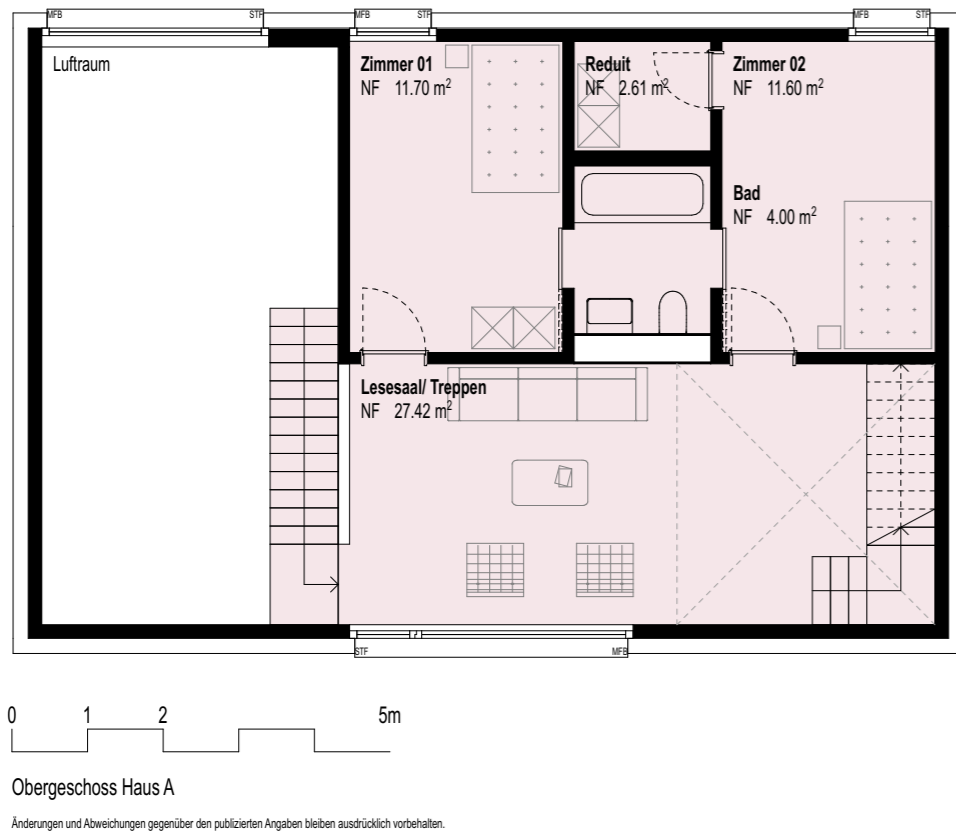 MFB STF MFB STF MFB STF
Luftraum
Zimmer 01
NF 11.70 m²
Reduit
NF 2.61 m²
Zimmer 02
NF 11.60 m²
Bad
NF 4.00 m²
Lesesaal/ Treppen
NF 27.42 m²
STF MFB
0 1 2 5m
Obergeschoss Haus A
Änderungen und Abweichungen gegenüber den publizierten Angaben bleiben ausdrücklich vorbehalten.